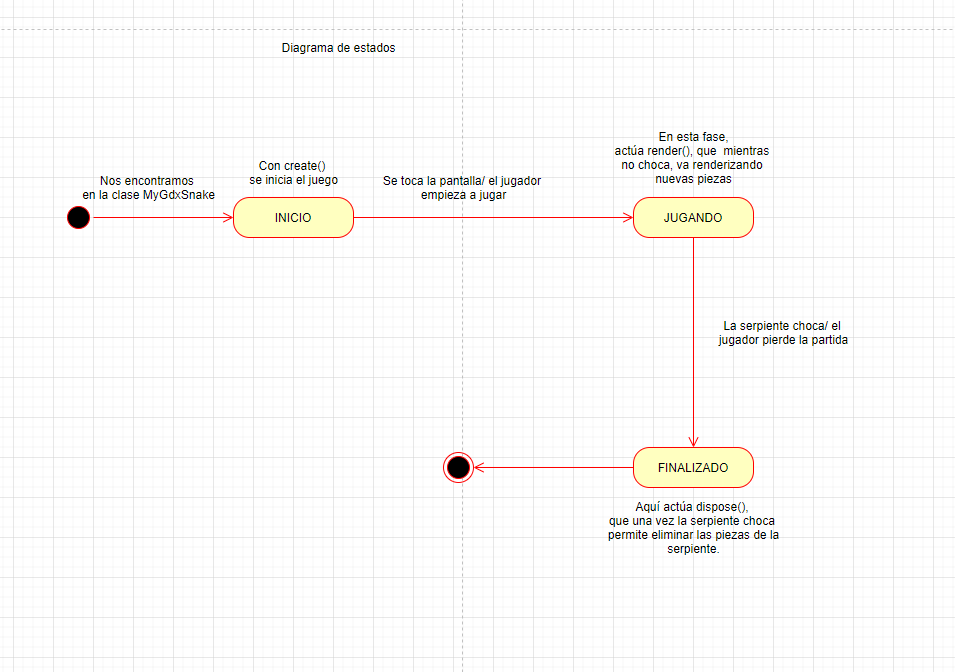 Diagrama de estados
En esta fase,
actúa render(), que mientras
no choca, va renderizando
nuevas piezas
Con create()
se inicia el juego
Nos encontramos
en la clase MyGdxSnake
Se toca la pantalla/ el jugador
empieza a jugar
INICIO
JUGANDO
La serpiente choca/ el
jugador pierde la partida
FINALIZADO
Aquí actúa dispose(),
que una vez la serpiente choca
permite eliminar las piezas de la
serpiente.